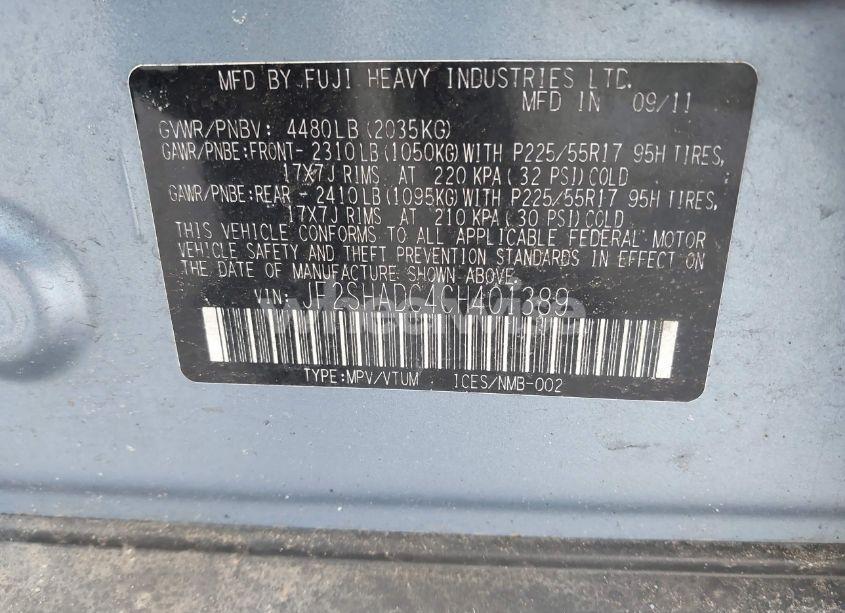 MFD BY FUJI HEAVY INDUSTRIES LTD.
MFD IN 09/11
GVWR/PNBV: 4480LB(2035KG)
GAWR/PNBE:FRONT- 2310LB(1050KG)WITH P225/55R17 95H TIRES,
17X7J RIMS AT 220 KPA(32 PSI)COLD
GAWR/PNBE:REAR - 2410LB(1095KG)WITH P225/55R17 95H TIRES,
17X7J RIMS AT 210 KPA(30 PSI)COLD
THIS VEHICLE CONFORMS TO ALL APPLICABLE FEDERAL MOTOR
VEHICLE SAFETY AND THEFT PREVENTION STANDARDS IN EFFECT ON
THE DATE OF MANUFACTURE SHOWN ABOVE.
VIN: JF2SHADC4CH401389
TYPE:MPV/VTUM ICES/NMB-002